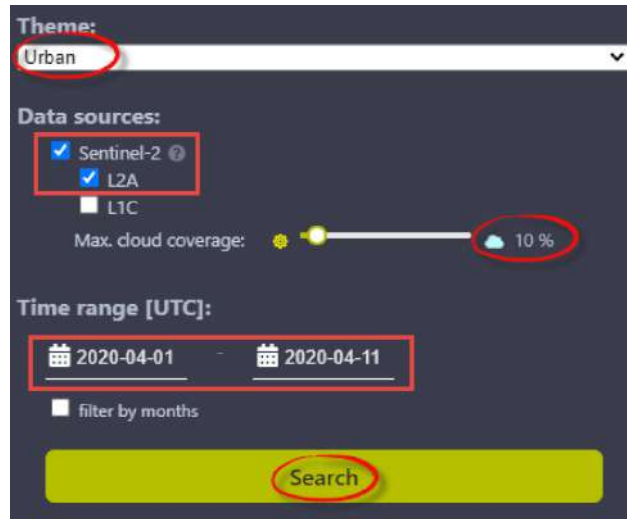 Theme:
Urban
Data sources:
Sentinel-2
L2A
L1C
Max. cloud coverage: 10 %
Time range [UTC]:
2020-04-01 - 2020-04-11
filter by months
Search